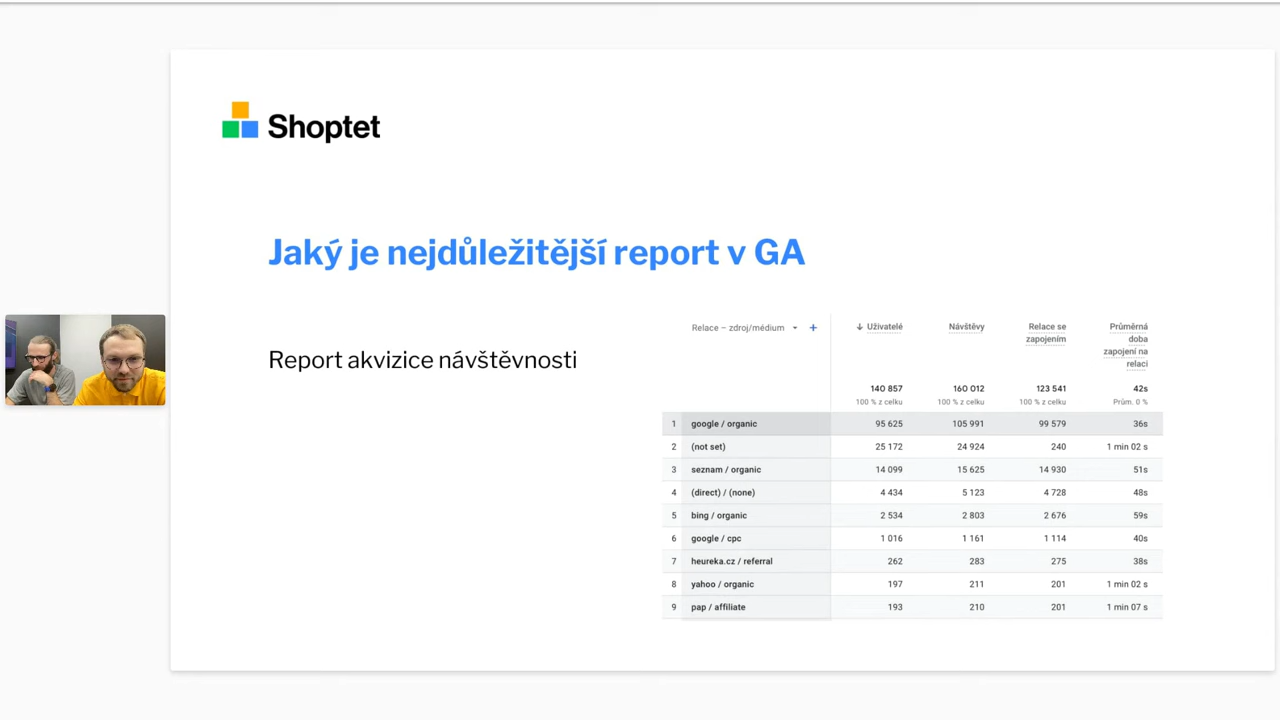 Shoptet
Jaký je nejdůležitější report v GA
Report akvizice návštěvnosti
Relace – zdroj/médium
+
↓ Uživatelé
Návštěvy
Relace se
zapojením
Průměrná
doba
zapojení na
relaci
140 857 160 012 123 541 42s
100 % z celku 100 % z celku 100 % z celku Prům. 0 %
1 google / organic 95 625 105 991 99 579 36s
2 (not set) 25 172 24 924 240 1 min 02 s
3 seznam / organic 14 099 15 625 14 930 51s
4 (direct) / (none) 4 434 5 123 4 728 48s
5 bing / organic 2 534 2 803 2 676 59s
6 google / cpc 1 016 1 161 1 114 40s
7 heureka.cz / referral 262 283 275 38s
8 yahoo / organic 197 211 201 1 min 02 s
9 pap / affiliate 193 210 201 1 min 07 s